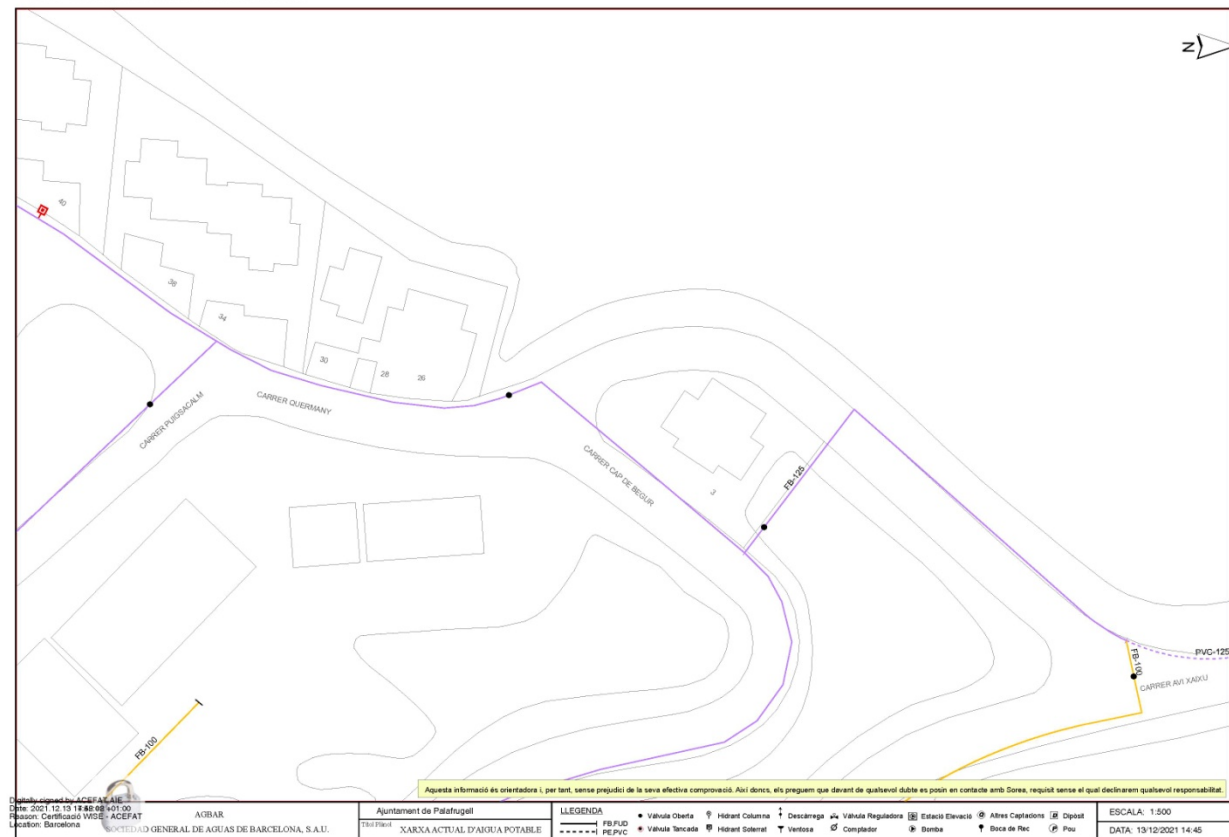 N
40
38
34
30
28
26
CARRER QUERMANY
CARRER PUIGSACALM
CARRER CAP DE BEGUR
3
FB-125
PVC-125
FB-100
CARRER AVI XAIXU
FB-100
Aquesta informació és orientadora i, per tant, sense prejudici de la seva efectiva comprovació. Així doncs, els preguem que davant de qualsevol dubte es posin en contacte amb Sorea, requisit sense el qual declinarem qualsevol responsabilitat.
Digitally signed by ACEFAT AIE
Date: 2021.12.13 +01:00
Reason: Certificació WISE - ACEFAT
Location: Barcelona
AGBAR
SOCIEDAD GENERAL DE AGUAS DE BARCELONA, S.A.U.
Ajuntament de Palafrugell
Títol Plànol
XARXA ACTUAL D'AIGUA POTABLE
LLEGENDA
FB,FUD
PE,PVC
Vàlvula Oberta
Vàlvula Tancada
Hidrant Columna
Hidrant Soterrat
Descàrrega
Ventosa
Vàlvula Reguladora
Comptador
Estació Elevació
Bomba
Altres Captacions
Boca de Rec
Dipòsit
Pou
ESCALA: 1:500
DATA: 13/12/2021 14:45